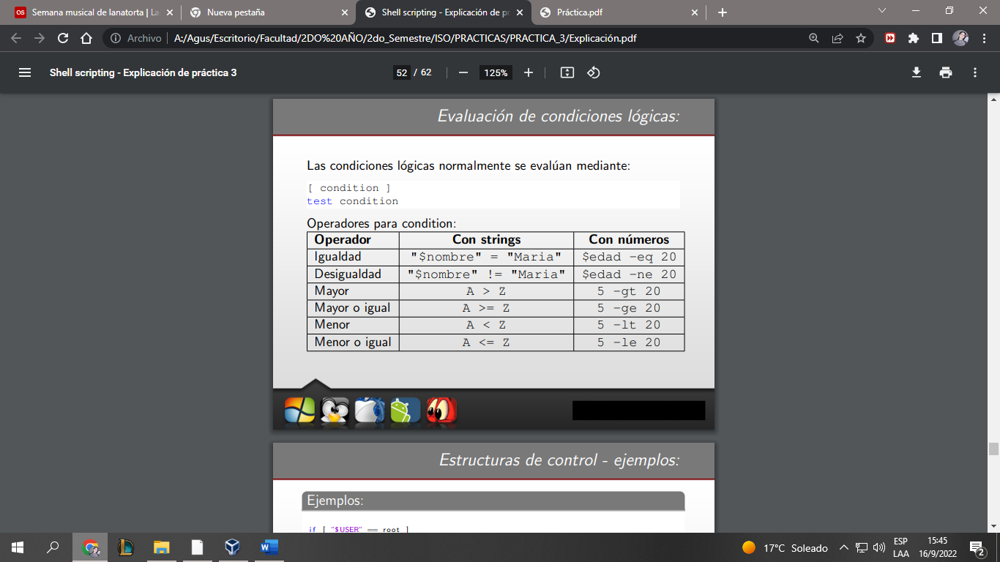 Semana musical de lanatorta | La
Nueva pestaña
Shell scripting - Explicación de pr
Práctica.pdf
Archivo
A:/Agus/Escritorio/Facultad/2DO%20AÑO/2do_Semestre/ISO/PRACTICAS/PRACTICA_3/Explicación.pdf
Shell scripting - Explicación de práctica 3
52 / 62
125%
Evaluación de condiciones lógicas:
Las condiciones lógicas normalmente se evalúan mediante:
[ condition ]
test condition
Operadores para condition:
Operador Con strings Con números
Igualdad "$nombre" = "Maria" $edad -eq 20
Desigualdad "$nombre" != "Maria" $edad -ne 20
Mayor A > Z 5 -gt 20
Mayor o igual A >= Z 5 -ge 20
Menor A < Z 5 -lt 20
Menor o igual A <= Z 5 -le 20
Estructuras de control - ejemplos:
Ejemplos:
if [ "$USER" == root ]
17°C Soleado
ESP
LAA
15:45
16/9/2022
2